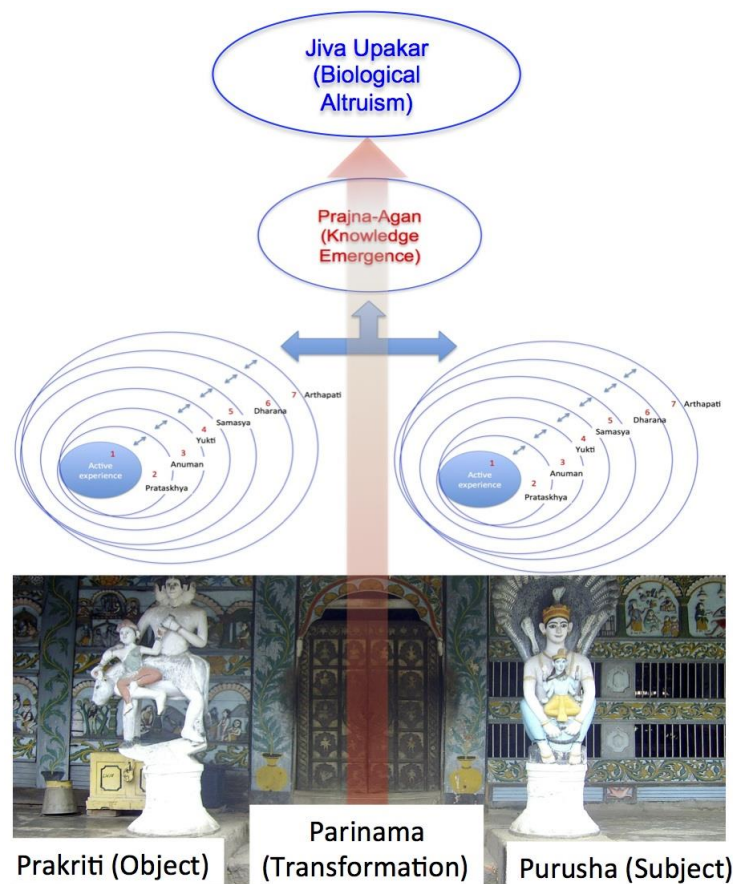 Jiva Upakar
(Biological
Altruism)
Prajna-Agan
(Knowledge
Emergence)
7 Arthapati
6
Dharana
5
Samasya
4
Yukti
3
Anuman
2
Prataskhya
1
Active
experience
7 Arthapati
6
Dharana
5
Samasya
4
Yukti
3
Anuman
2
Prataskhya
1
Active
experience
Prakriti (Object)
Parinama
(Transformation)
Purusha (Subject)